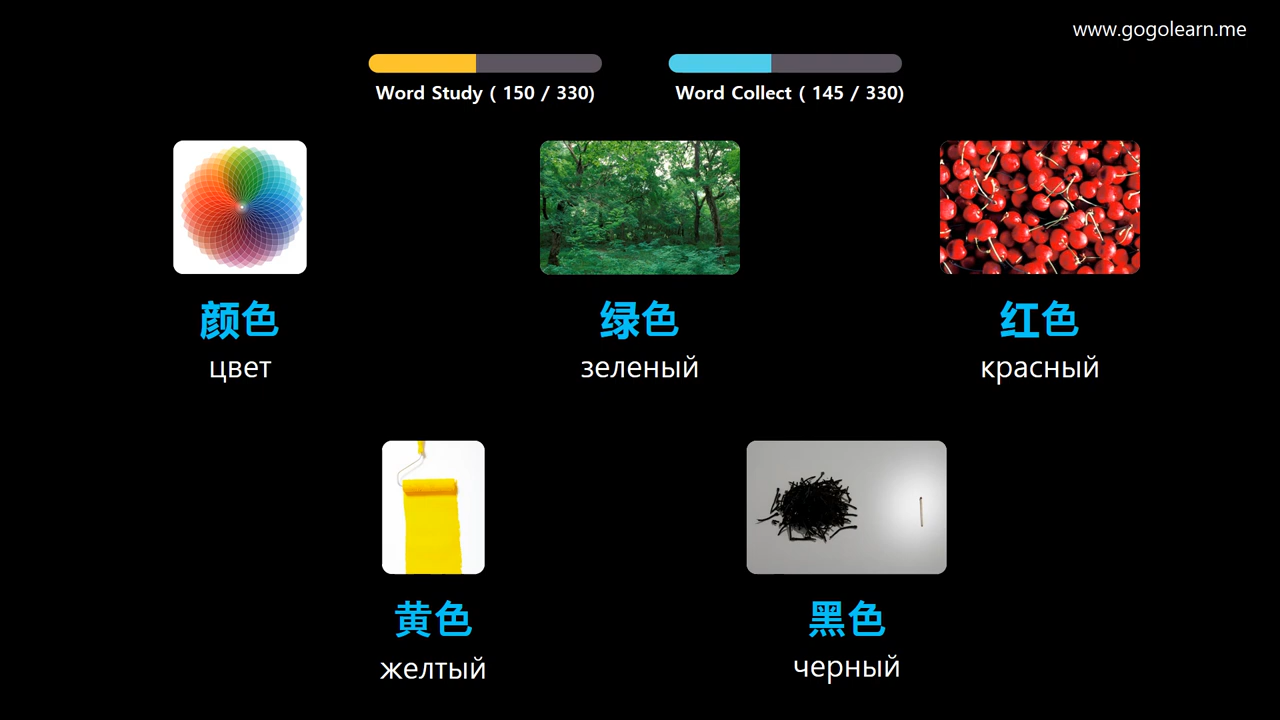 www.gogolearn.me
Word Study ( 150 / 330)
Word Collect ( 145 / 330)
颜色
цвет
绿色
зеленый
红色
красный
黄色
желтый
黑色
черный